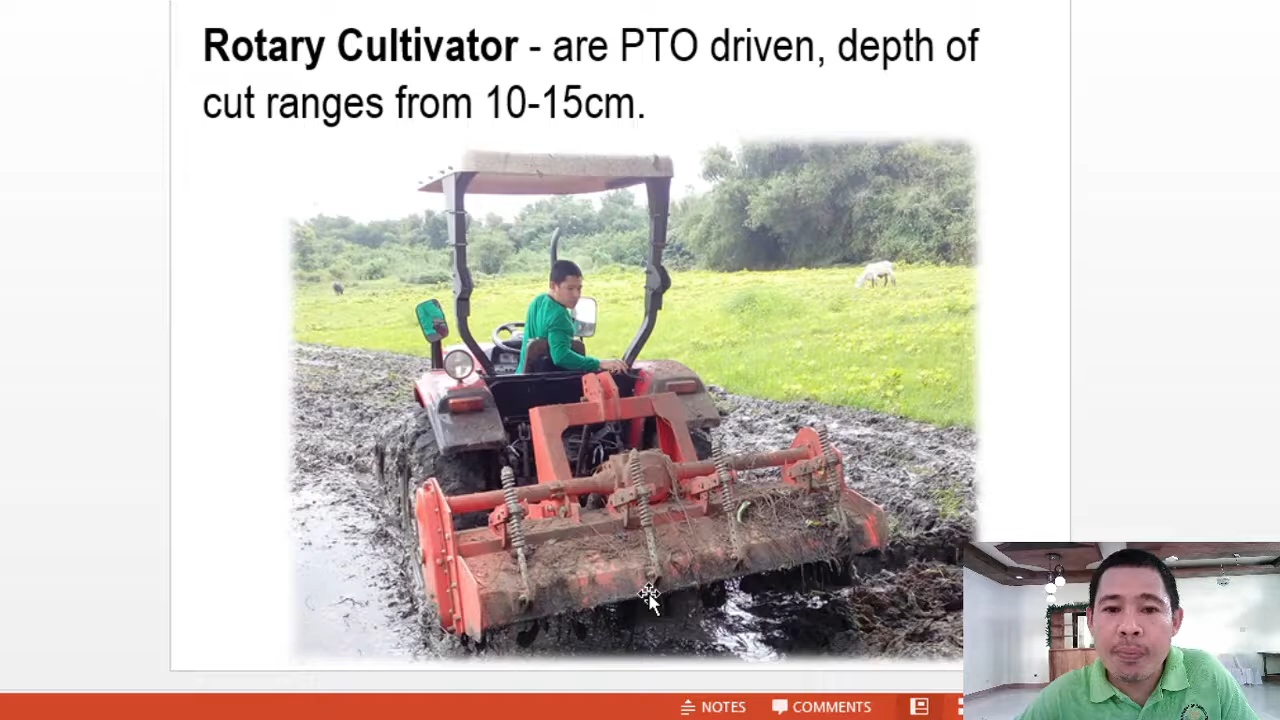 Rotary Cultivator - are PTO driven, depth of
cut ranges from 10-15cm.
NOTES COMMENTS